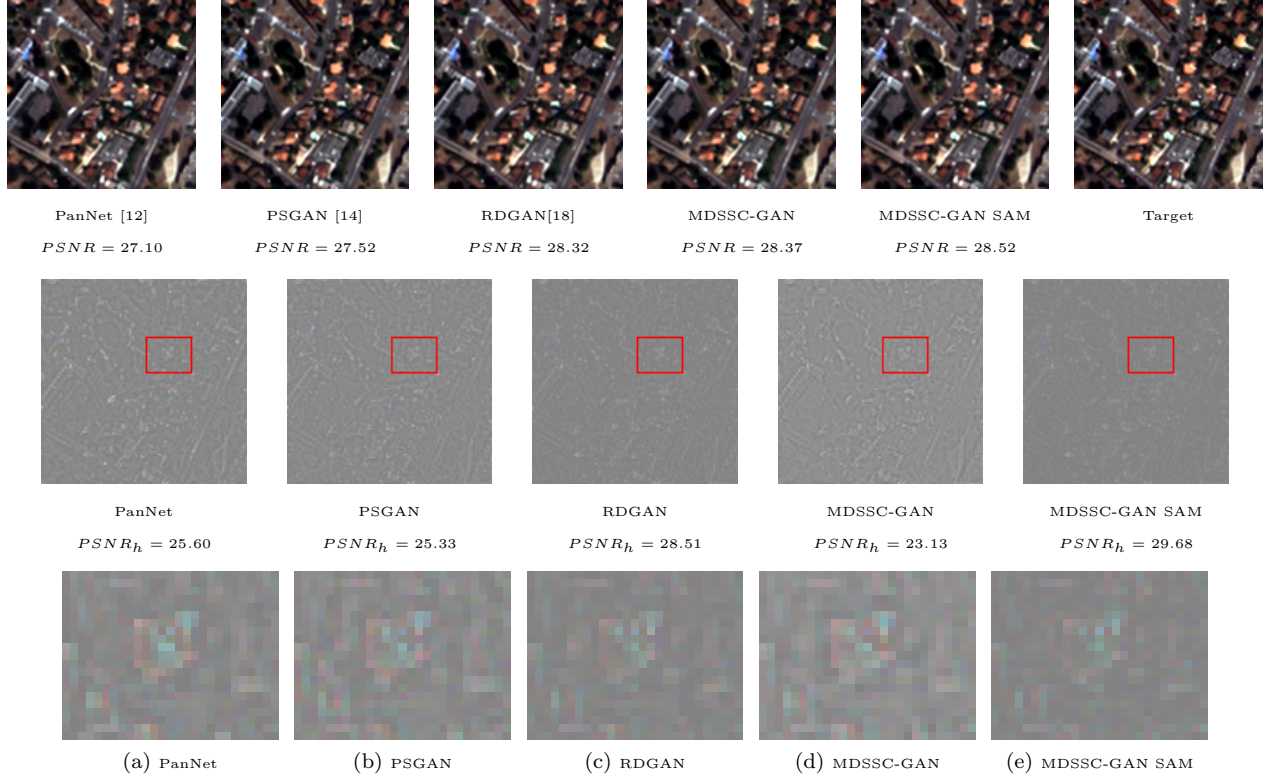 PanNet [12] PSGAN [14] RDGAN[18] MDSSC-GAN MDSSC-GAN SAM Target
PSNR = 27.10 PSNR = 27.52 PSNR = 28.32 PSNR = 28.37 PSNR = 28.52
PanNet PSGAN RDGAN MDSSC-GAN MDSSC-GAN SAM
PSNR_h = 25.60 PSNR_h = 25.33 PSNR_h = 28.51 PSNR_h = 23.13 PSNR_h = 29.68
(a) PanNet (b) PSGAN (c) RDGAN (d) MDSSC-GAN (e) MDSSC-GAN SAM